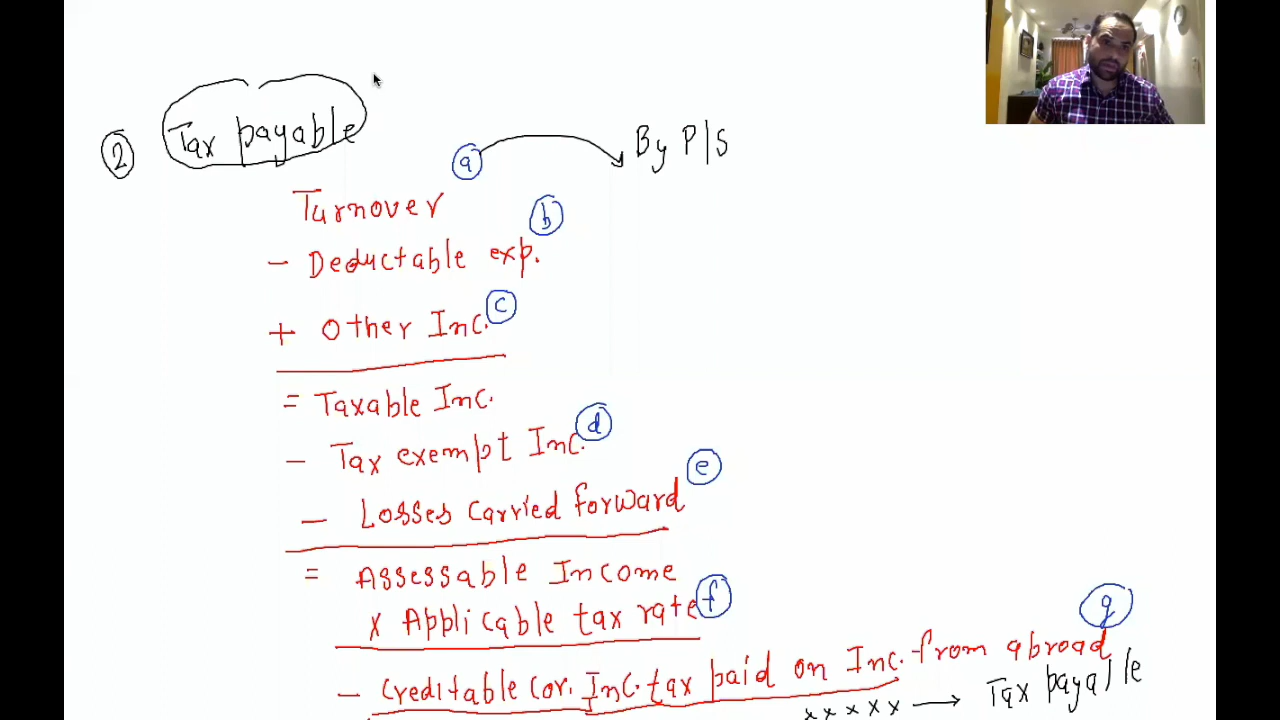 ② Tax payable
ⓐ By P|S
Turnover
ⓑ
- Deductable exp.
+ Other Inc. ⓒ
= Taxable Inc.
- Tax exempt Inc. ⓓ
- Losses Carried forward ⓔ
= Assessable Income
x Applicable tax rate ⓕ
- Creditable Cor. Inc. tax paid on Inc. from abroad ⓖ
xxxxx → Tax payable